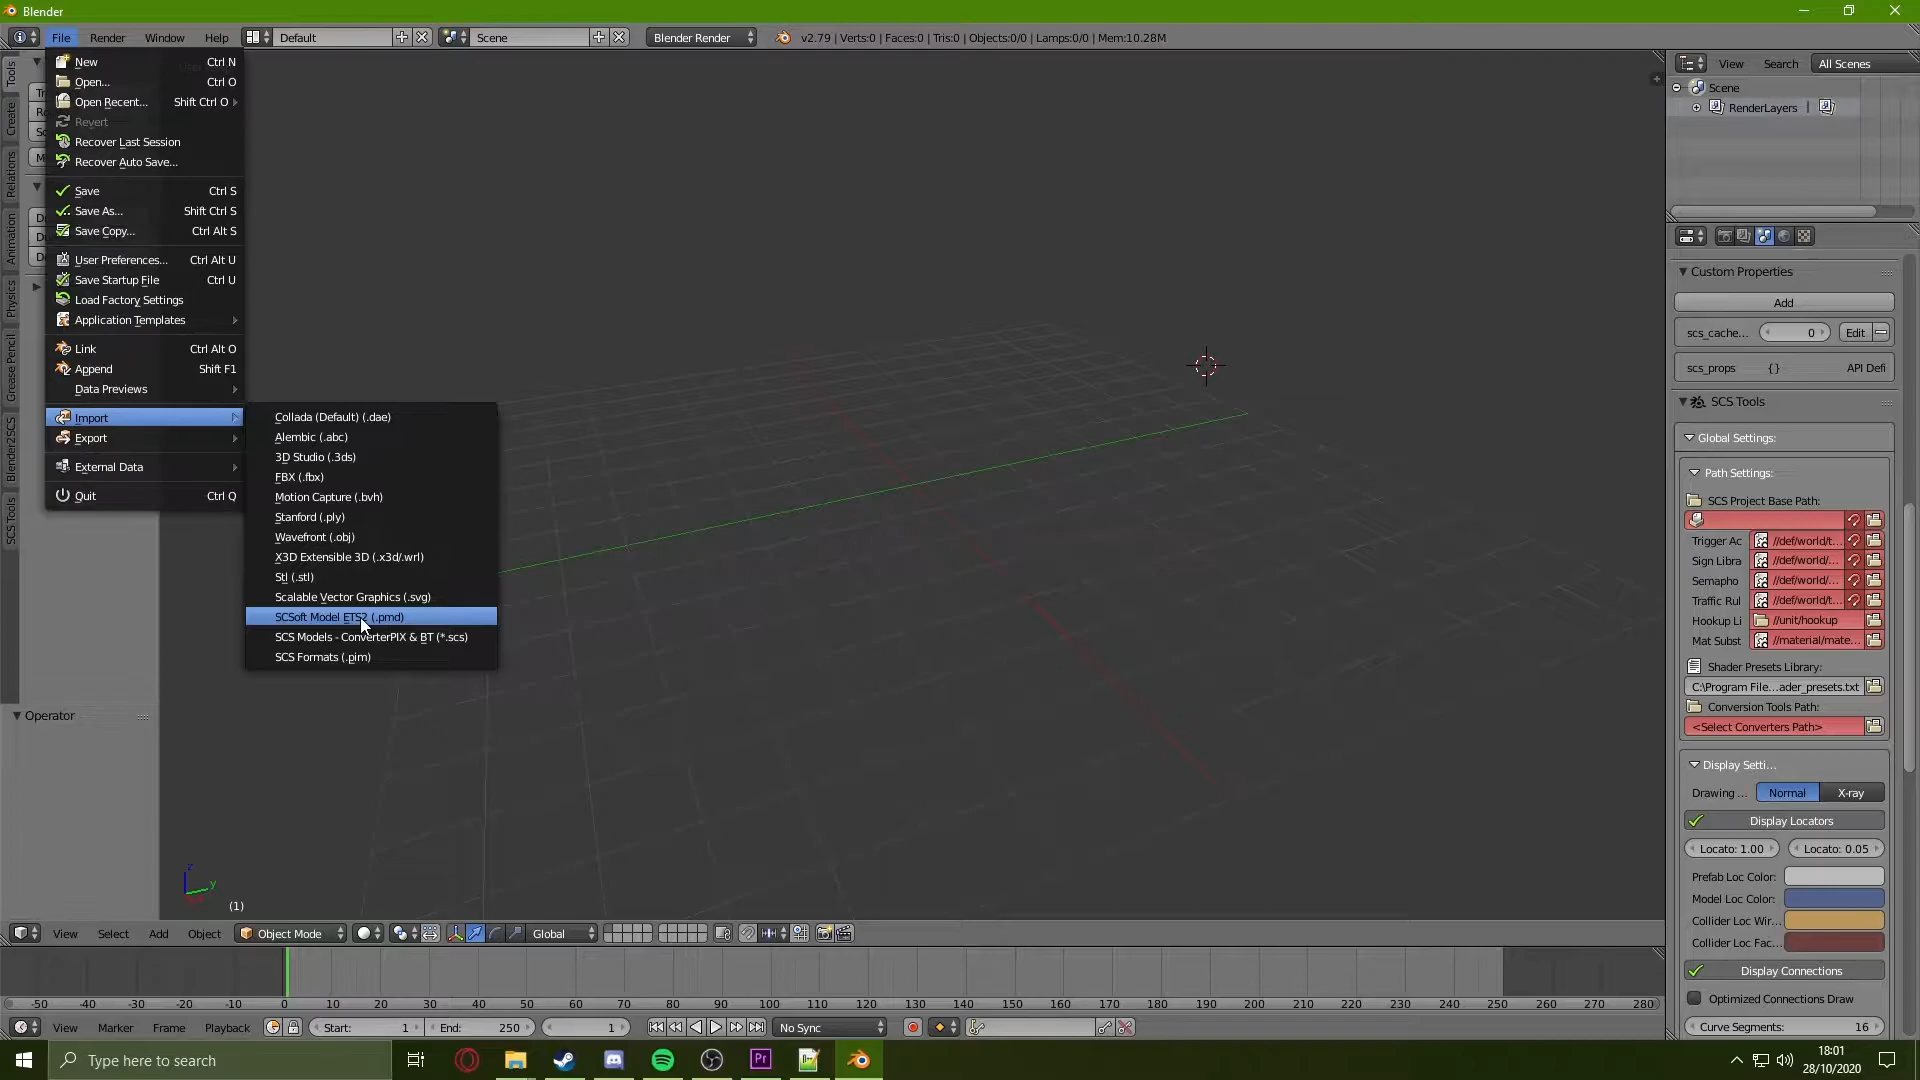 Blender
File Render Window Help Default Scene Blender Render v2.79 | Verts:0 | Faces:0 | Tris:0 | Objects:0/0 | Lamps:0/0 | Mem:10.28M
New Ctrl N
Open... Ctrl O
Open Recent... Shift Ctrl O
Revert
Recover Last Session
Recover Auto Save...
Save Ctrl S
Save As... Shift Ctrl S
Save Copy... Ctrl Alt S
User Preferences... Ctrl Alt U
Save Startup File Ctrl U
Load Factory Settings
Application Templates
Link Ctrl Alt O
Append Shift F1
Data Previews
Import
Export
External Data
Quit Ctrl Q
Collada (Default) (.dae)
Alembic (.abc)
3D Studio (.3ds)
FBX (.fbx)
Motion Capture (.bvh)
Stanford (.ply)
Wavefront (.obj)
X3D Extensible 3D (.x3d/.wrl)
Stl (.stl)
Scalable Vector Graphics (.svg)
SCSoft Model ETS2 (.pmd)
SCS Models - ConverterPIX & BT (*.scs)
SCS Formats (.pim)
Tools
Create
Relations
Animation
Physics
Grease Pencil
Blender2SCS
SCS Tools
Operator
z
y
(1)
View Search All Scenes
Scene
RenderLayers
Custom Properties
Add
scs_cache... 0 Edit
scs_props {} API Defi
SCS Tools
Global Settings:
Path Settings:
SCS Project Base Path:
Trigger Ac //def/world/t...
Sign Libra //def/world/...
Semapho //def/world/...
Traffic Rul //def/world/t...
Hookup Li //unit/hookup
Mat Subst //material/mate...
Shader Presets Library:
C:\Program File...ader_presets.txt
Conversion Tools Path:
<Select Converters Path>
Display Setti...
Drawing ... Normal X-ray
Display Locators
Locato: 1.00 Locato: 0.05
Prefab Loc Color:
Model Loc Color:
Collider Loc Wir...
Collider Loc Fac...
Display Connections
Optimized Connections Draw
Curve Segments: 16
View Select Add Object Object Mode Global
-50 -40 -30 -20 -10 0 10 20 30 40 50 60 70 80 90 100 110 120 130 140 150 160 170 180 190 200 210 220 230 240 250 260 270 280
View Marker Frame Playback Start: 1 End: 250 1 No Sync
Type here to search
Pr
18:01
28/10/2020